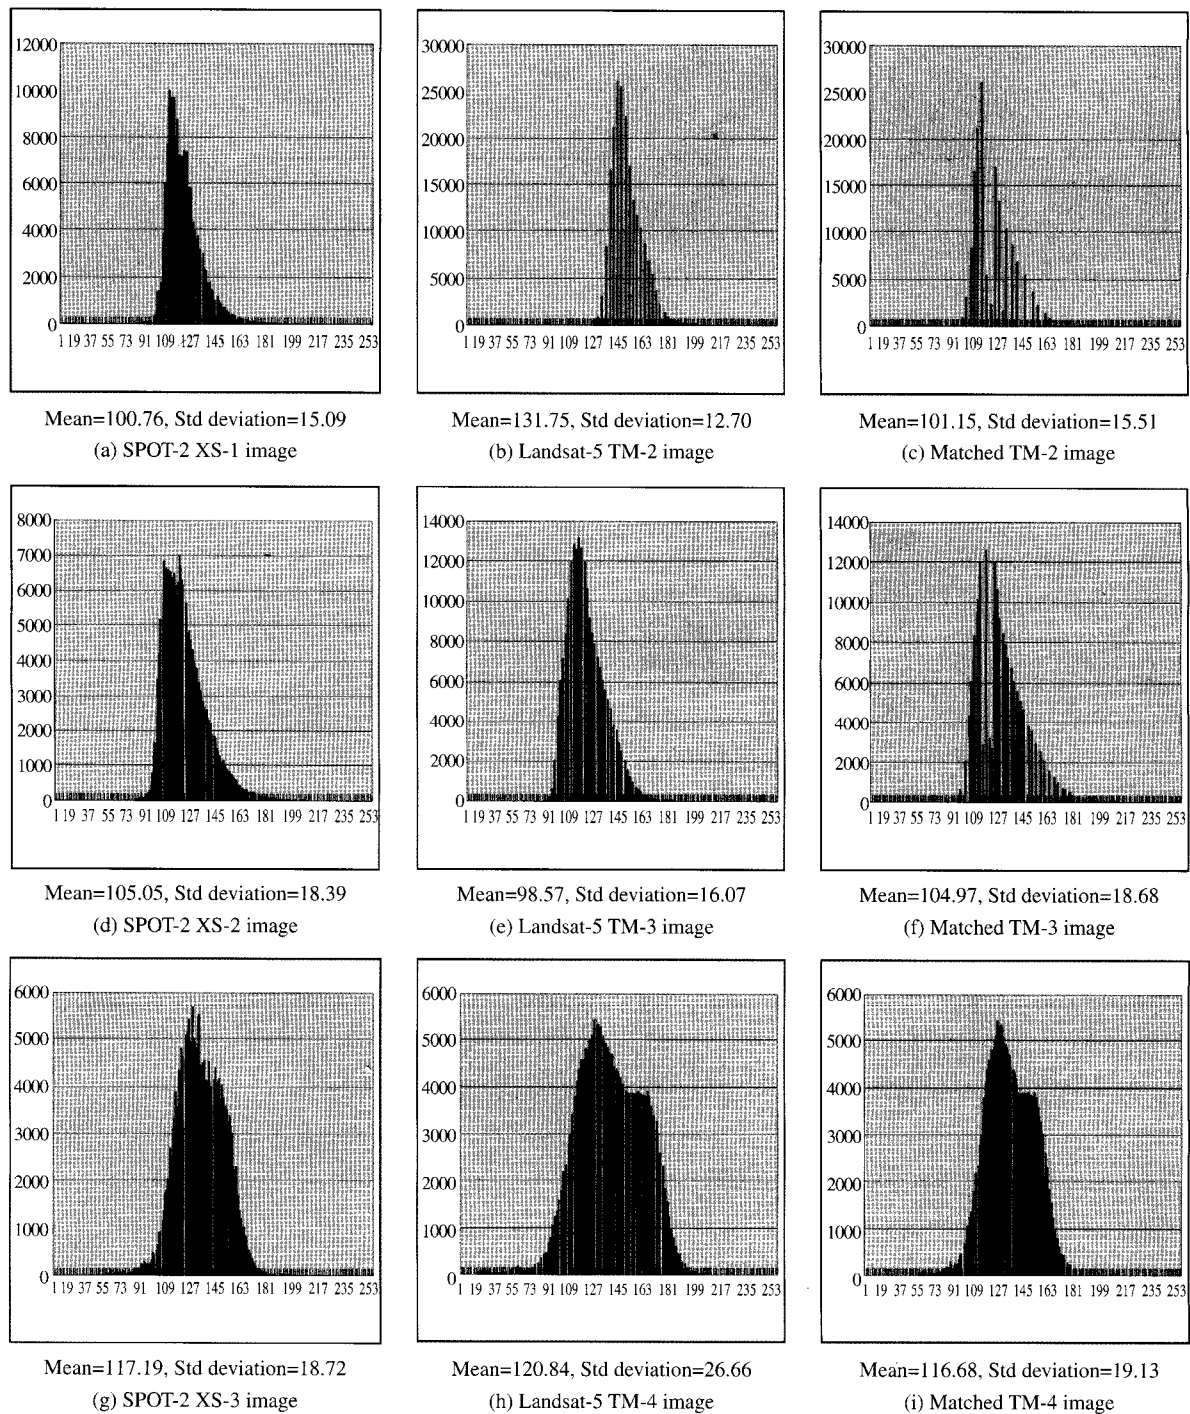 12000
10000
8000
6000
4000
2000
0
1 19 37 55 73 91 109 127 145 163 181 199 217 235 253
Mean=100.76, Std deviation=15.09
(a) SPOT-2 XS-1 image
30000
25000
20000
15000
10000
5000
0
1 19 37 55 73 91 109 127 145 163 181 199 217 235 253
Mean=131.75, Std deviation=12.70
(b) Landsat-5 TM-2 image
30000
25000
20000
15000
10000
5000
0
1 19 37 55 73 91 109 127 145 163 181 199 217 235 253
Mean=101.15, Std deviation=15.51
(c) Matched TM-2 image
8000
7000
6000
5000
4000
3000
2000
1000
0
1 19 37 55 73 91 109 127 145 163 181 199 217 235 253
Mean=105.05, Std deviation=18.39
(d) SPOT-2 XS-2 image
14000
12000
10000
8000
6000
4000
2000
0
1 19 37 55 73 91 109 127 145 163 181 199 217 235 253
Mean=98.57, Std deviation=16.07
(e) Landsat-5 TM-3 image
14000
12000
10000
8000
6000
4000
2000
0
1 19 37 55 73 91 109 127 145 163 181 199 217 235 253
Mean=104.97, Std deviation=18.68
(f) Matched TM-3 image
6000
5000
4000
3000
2000
1000
0
1 19 37 55 73 91 109 127 145 163 181 199 217 235 253
Mean=117.19, Std deviation=18.72
(g) SPOT-2 XS-3 image
6000
5000
4000
3000
2000
1000
0
1 19 37 55 73 91 109 127 145 163 181 199 217 235 253
Mean=120.84, Std deviation=26.66
(h) Landsat-5 TM-4 image
6000
5000
4000
3000
2000
1000
0
1 19 37 55 73 91 109 127 145 163 181 199 217 235 253
Mean=116.68, Std deviation=19.13
(i) Matched TM-4 image